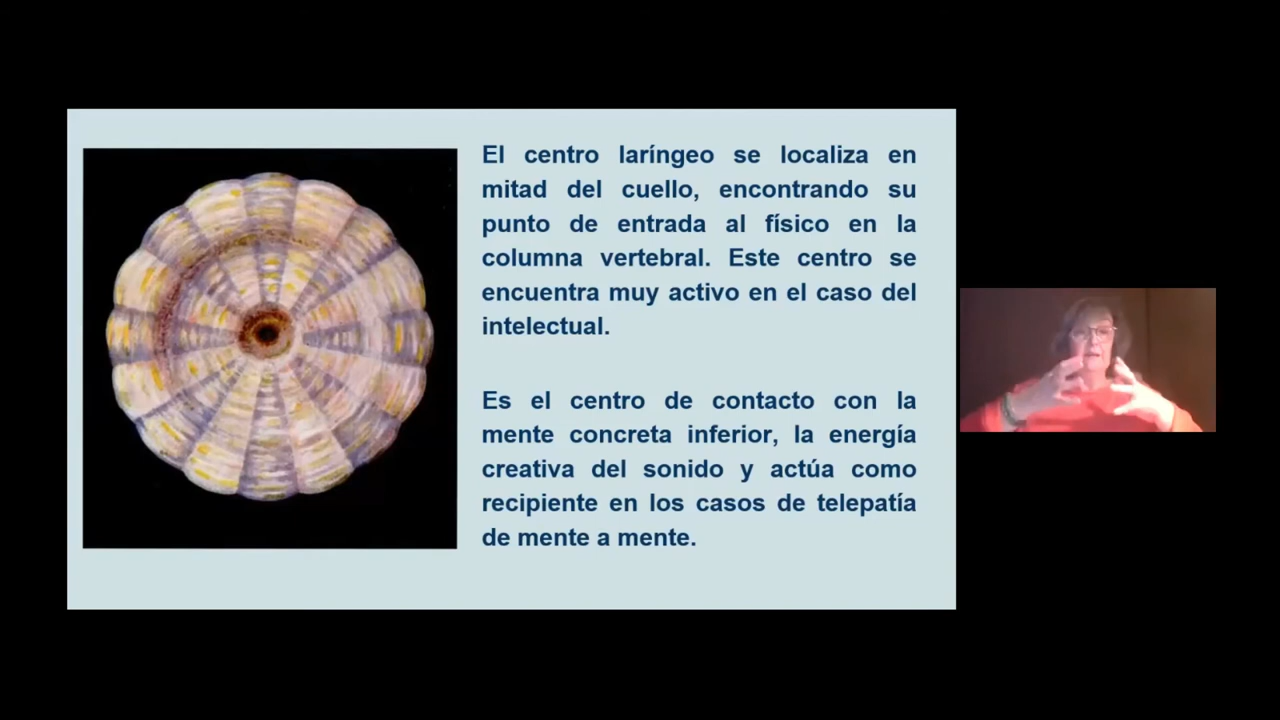 El centro laríngeo se localiza en
mitad del cuello, encontrando su
punto de entrada al físico en la
columna vertebral. Este centro se
encuentra muy activo en el caso del
intelectual.
Es el centro de contacto con la
mente concreta inferior, la energía
creativa del sonido y actúa como
recipiente en los casos de telepatía
de mente a mente.